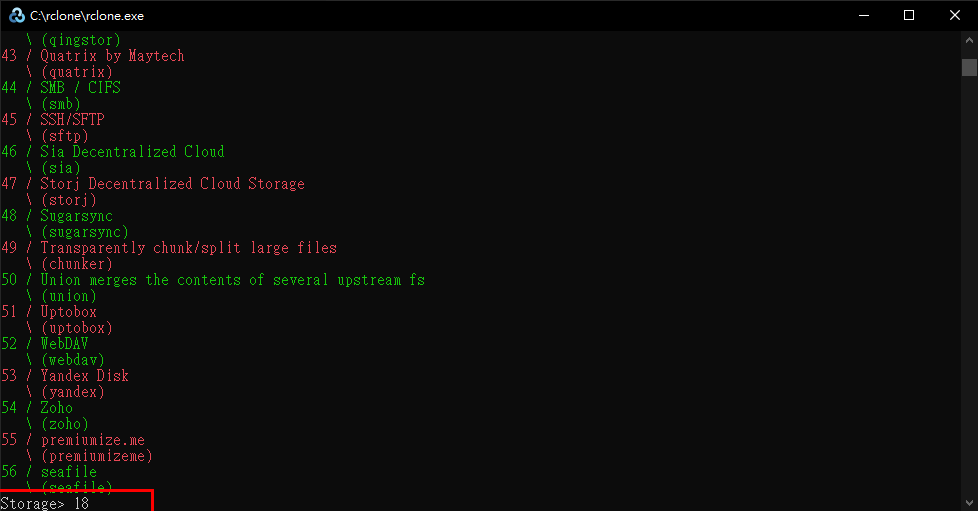 C:\rclone\rclone.exe
\ (qingstor)
43 / Quatrix by Maytech
\ (quatrix)
44 / SMB / CIFS
\ (smb)
45 / SSH/SFTP
\ (sftp)
46 / Sia Decentralized Cloud
\ (sia)
47 / Storj Decentralized Cloud Storage
\ (storj)
48 / Sugarsync
\ (sugarsync)
49 / Transparently chunk/split large files
\ (chunker)
50 / Union merges the contents of several upstream fs
\ (union)
51 / Uptobox
\ (uptobox)
52 / WebDAV
\ (webdav)
53 / Yandex Disk
\ (yandex)
54 / Zoho
\ (zoho)
55 / premiumize.me
\ (premiumizeme)
56 / seafile
\ (seafile)
Storage> 18